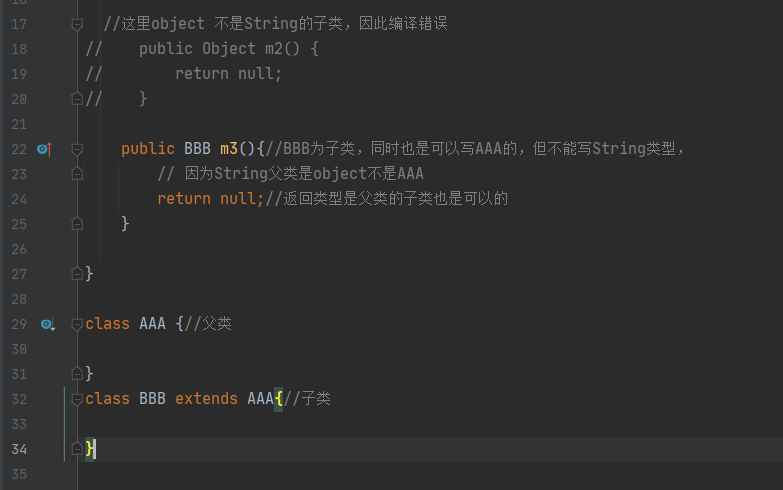 16
17 //这里object 不是String的子类，因此编译错误
18 //    public Object m2() {
19 //        return null;
20 //    }
21
22 public BBB m3(){//BBB为子类，同时也是可以写AAA的，但不能写String类型，
23 // 因为String父类是object不是AAA
24 return null;//返回类型是父类的子类也是可以的
25 }
26
27 }
28
29 class AAA {//父类
30
31 }
32 class BBB extends AAA{//子类
33
34 }
35